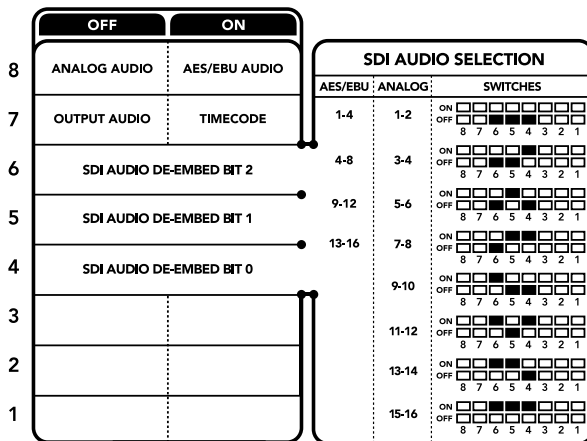 OFF ON
8 ANALOG AUDIO AES/EBU AUDIO
7 OUTPUT AUDIO TIMECODE
6 SDI AUDIO DE-EMBED BIT 2
5 SDI AUDIO DE-EMBED BIT 1
4 SDI AUDIO DE-EMBED BIT 0
3
2
1
SDI AUDIO SELECTION
AES/EBU ANALOG SWITCHES
1-4 1-2 ON
OFF
8 7 6 5 4 3 2 1
4-8 3-4 ON
OFF
8 7 6 5 4 3 2 1
9-12 5-6 ON
OFF
8 7 6 5 4 3 2 1
13-16 7-8 ON
OFF
8 7 6 5 4 3 2 1
9-10 ON
OFF
8 7 6 5 4 3 2 1
11-12 ON
OFF
8 7 6 5 4 3 2 1
13-14 ON
OFF
8 7 6 5 4 3 2 1
15-16 ON
OFF
8 7 6 5 4 3 2 1